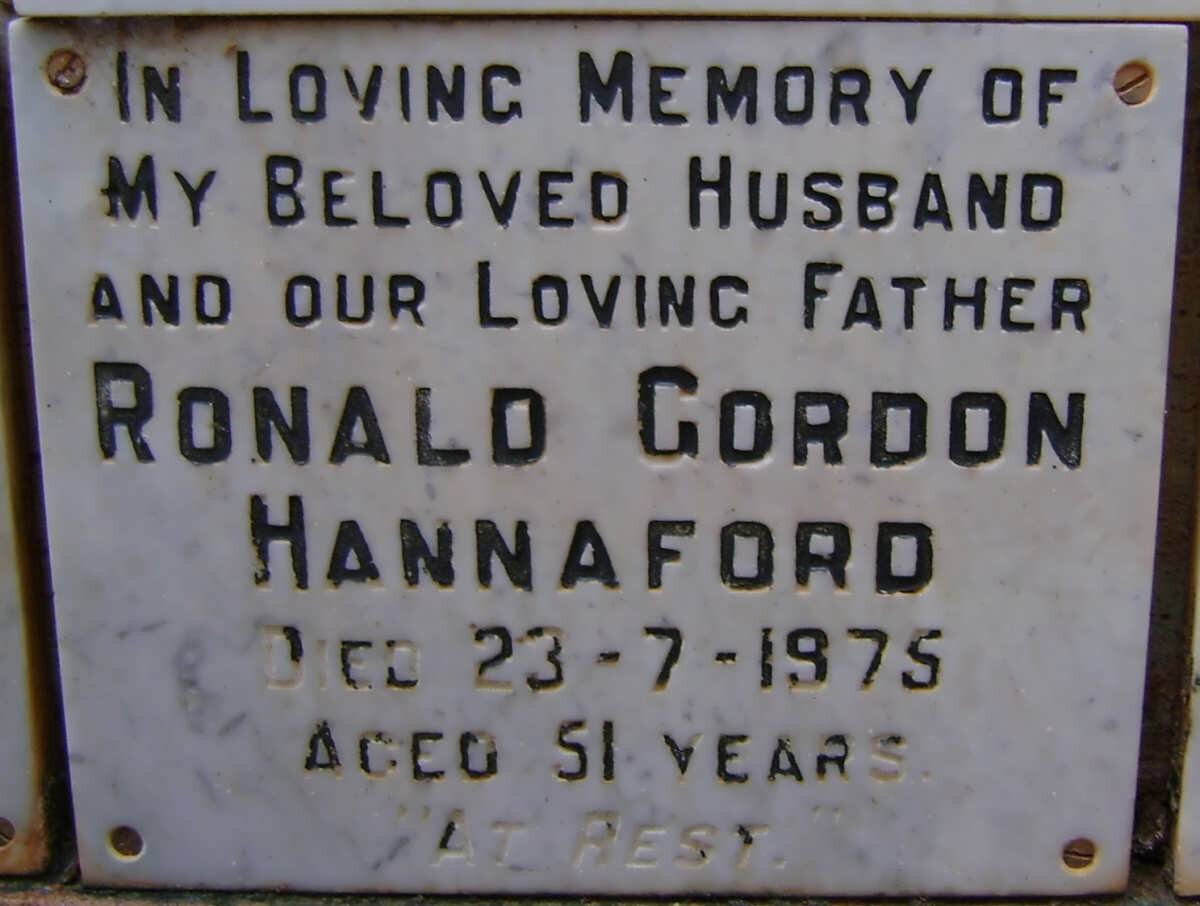 IN LOVING MEMORY OF
MY BELOVED HUSBAND
AND OUR LOVING FATHER
RONALD GORDON
HANNAFORD
DIED 23-7-1975
AGED 51 YEARS.
"AT REST."